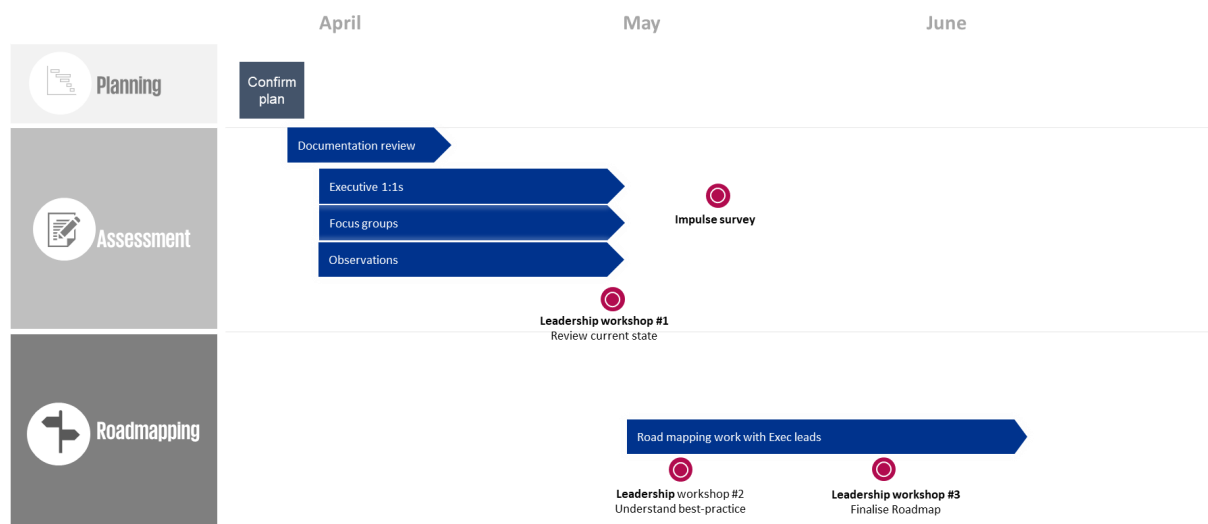 April
May
June
Planning
Confirm
plan
Assessment
Documentation review
Executive 1:1s
Focus groups
Observations
Impulse survey
Leadership workshop #1
Review current state
Roadmapping
Road mapping work with Exec leads
Leadership workshop #2
Understand best-practice
Leadership workshop #3
Finalise Roadmap